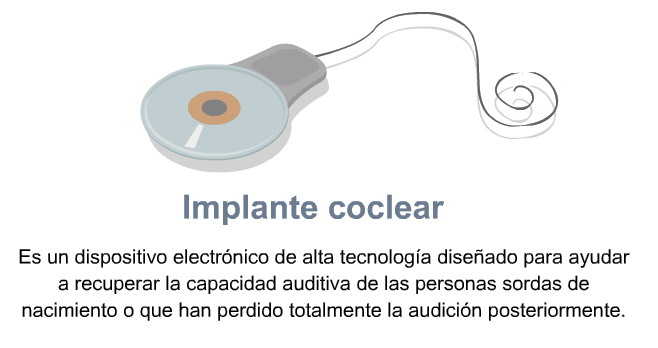 Implante coclear
Es un dispositivo electrónico de alta tecnología diseñado para ayudar
a recuperar la capacidad auditiva de las personas sordas de
nacimiento o que han perdido totalmente la audición posteriormente.